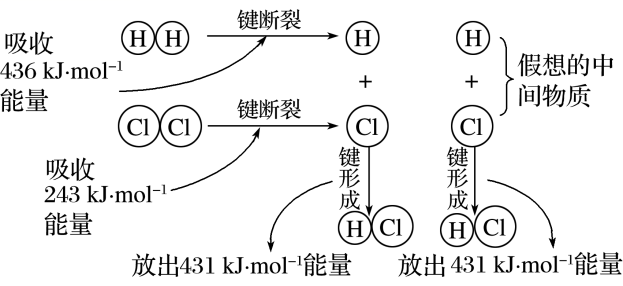 吸收
436 kJ·mol⁻¹
能量
H H
键断裂
H
H
+
+
假想的中
间物质
Cl Cl
键断裂
Cl
Cl
吸收
243 kJ·mol⁻¹
能量
键形成
键形成
H Cl
H Cl
放出431 kJ·mol⁻¹能量
放出 431 kJ·mol⁻¹能量